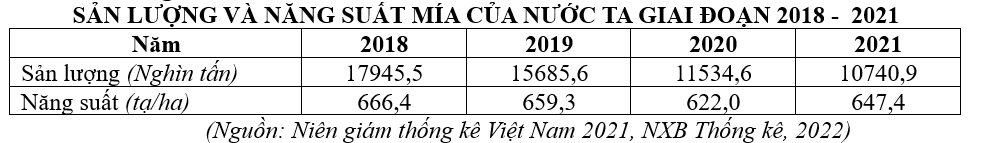 SẢN LƯỢNG VÀ NĂNG SUẤT MÍA CỦA NƯỚC TA GIAI ĐOẠN 2018 - 2021
Năm 2018 2019 2020 2021
Sản lượng (Nghìn tấn) 17945,5 15685,6 11534,6 10740,9
Năng suất (tạ/ha) 666,4 659,3 622,0 647,4
(Nguồn: Niên giám thống kê Việt Nam 2021, NXB Thống kê, 2022)